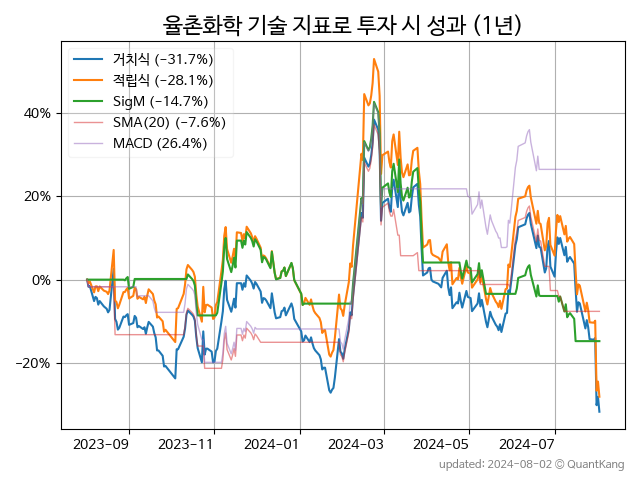 율촌화학 기술 지표로 투자 시 성과 (1년)
거치식 (-31.7%)
적립식 (-28.1%)
SigM (-14.7%)
SMA(20) (-7.6%)
MACD (26.4%)
40%
20%
0%
-20%
2023-09 2023-11 2024-01 2024-03 2024-05 2024-07
updated: 2024-08-02 © QuantKang